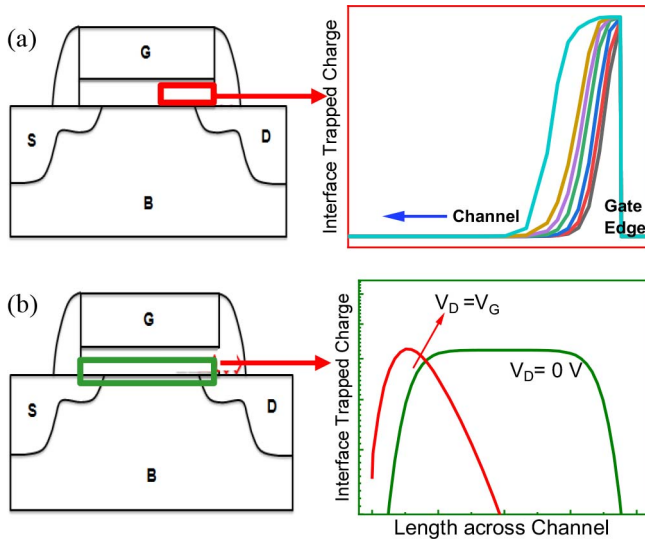 (a)
G
S
D
B
Interface Trapped Charge
Channel
Gate
Edge
(b)
G
S
D
B
Interface Trapped Charge
V_D =V_G
V_D= 0 V
Length across Channel